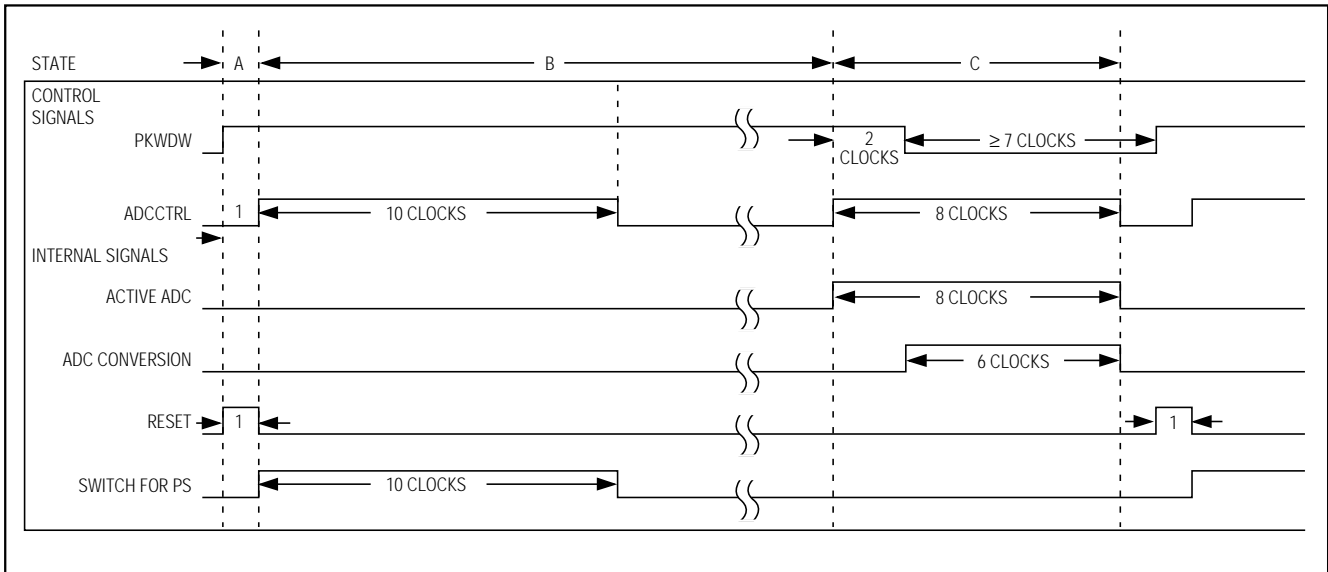 STATE A B C
CONTROL
SIGNALS
PKWDW 2 ≥ 7 CLOCKS
CLOCKS
ADCCTRL 1 10 CLOCKS 8 CLOCKS
INTERNAL SIGNALS
ACTIVE ADC 8 CLOCKS
ADC CONVERSION 6 CLOCKS
RESET 1 1
SWITCH FOR PS 10 CLOCKS